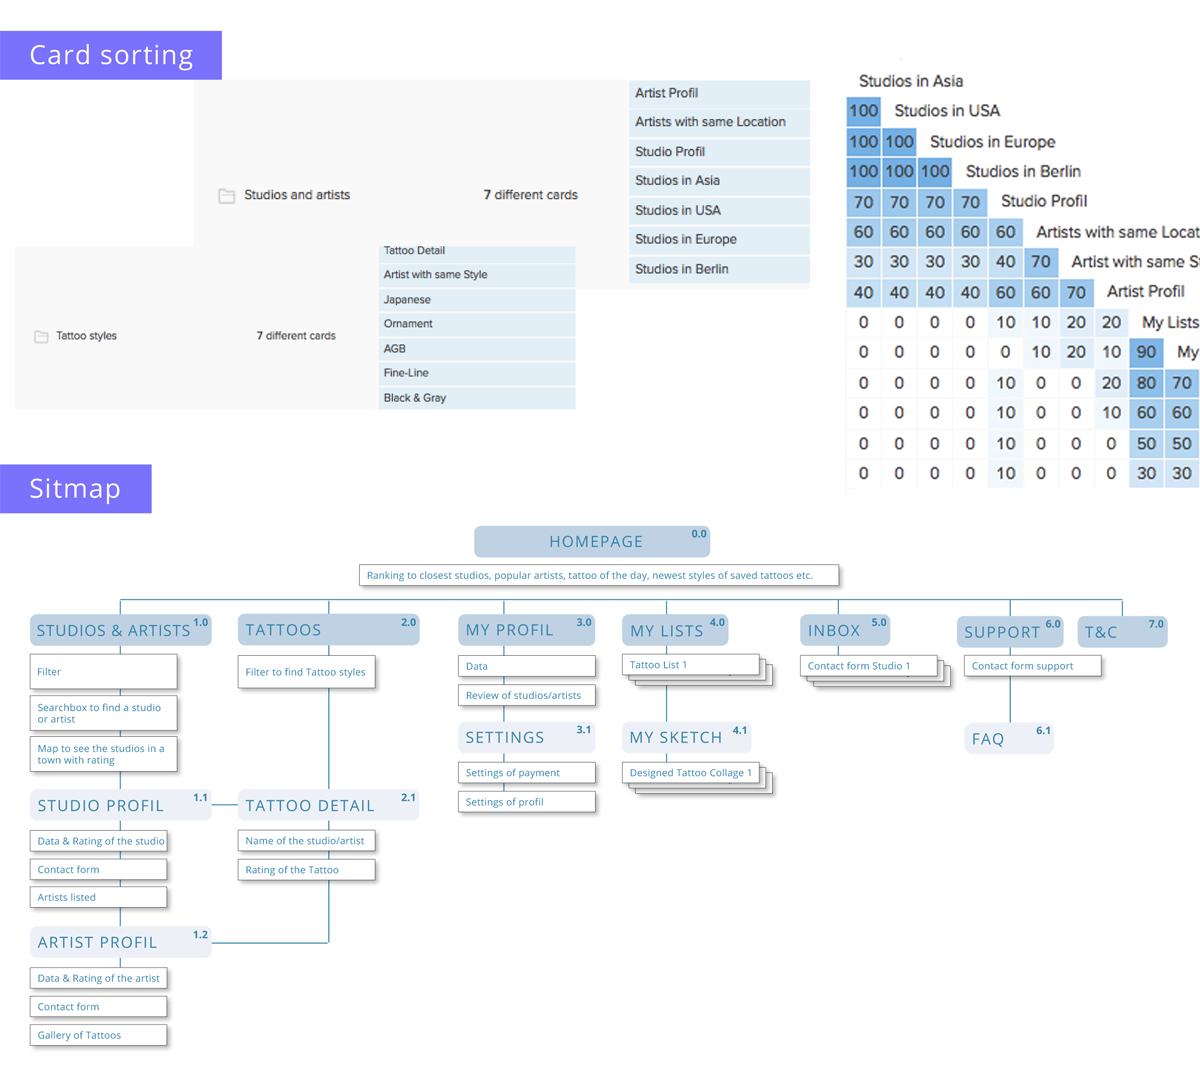 Card sorting
Studios and artists
7 different cards
Artist Profil
Artists with same Location
Studio Profil
Studios in Asia
Studios in USA
Studios in Europe
Studios in Berlin
Tattoo styles
7 different cards
Tattoo Detail
Artist with same Style
Japanese
Ornament
AGB
Fine-Line
Black & Gray
Studios in Asia
100 Studios in USA
100 100 Studios in Europe
100 100 100 Studios in Berlin
70 70 70 70 Studio Profil
60 60 60 60 60 Artists with same Locat
30 30 30 30 40 70 Artist with same S
40 40 40 40 60 60 70 Artist Profil
0 0 0 0 10 10 20 20 My Lists
0 0 0 0 0 10 20 10 90 My
0 0 0 0 10 0 0 20 80 70
0 0 0 0 10 0 0 10 60 60
0 0 0 0 10 0 0 0 50 50
0 0 0 0 10 0 0 0 30 30
Sitmap
HOMEPAGE 0.0
Ranking to closest studios, popular artists, tattoo of the day, newest styles of saved tattoos etc.
STUDIOS & ARTISTS 1.0
Filter
Searchbox to find a studio
or artist
Map to see the studios in a
town with rating
STUDIO PROFIL 1.1
Data & Rating of the studio
Contact form
Artists listed
ARTIST PROFIL 1.2
Data & Rating of the artist
Contact form
Gallery of Tattoos
TATTOOS 2.0
Filter to find Tattoo styles
TATTOO DETAIL 2.1
Name of the studio/artist
Rating of the Tattoo
MY PROFIL 3.0
Data
Review of studios/artists
SETTINGS 3.1
Settings of payment
Settings of profil
MY LISTS 4.0
Tattoo List 1
MY SKETCH 4.1
Designed Tattoo Collage 1
INBOX 5.0
Contact form Studio 1
SUPPORT 6.0
Contact form support
FAQ 6.1
T&C 7.0